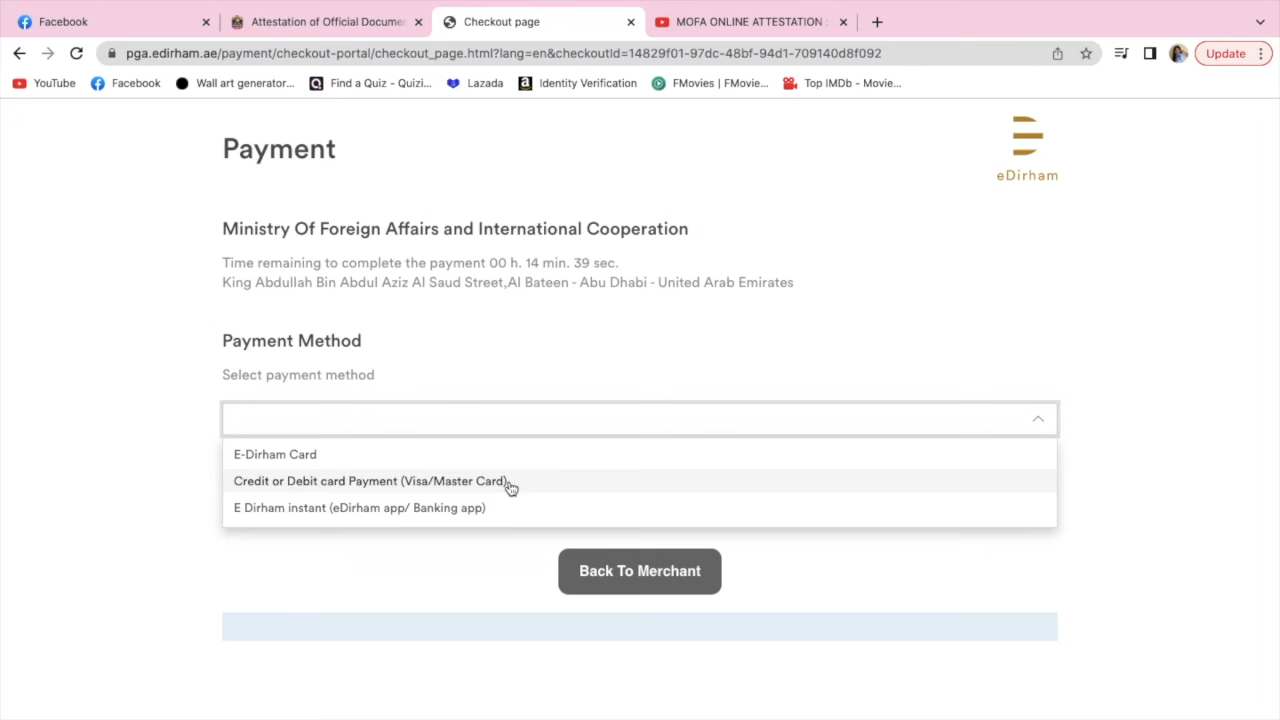 Facebook
Attestation of Official Docume
Checkout page
MOFA ONLINE ATTESTATION
pga.edirham.ae/payment/checkout-portal/checkout_page.html?lang=en&checkoutId=14829f01-97dc-48bf-94d1-709140d8f092
Update
YouTube
Facebook
Wall art generator...
Find a Quiz - Quizi...
Lazada
Identity Verification
FMovies | FMovie...
Top IMDb - Movie...
Payment
eDirham
Ministry Of Foreign Affairs and International Cooperation
Time remaining to complete the payment 00 h. 14 min. 39 sec.
King Abdullah Bin Abdul Aziz Al Saud Street,Al Bateen - Abu Dhabi - United Arab Emirates
Payment Method
Select payment method
E-Dirham Card
Credit or Debit card Payment (Visa/Master Card)
E Dirham instant (eDirham app/ Banking app)
Back To Merchant